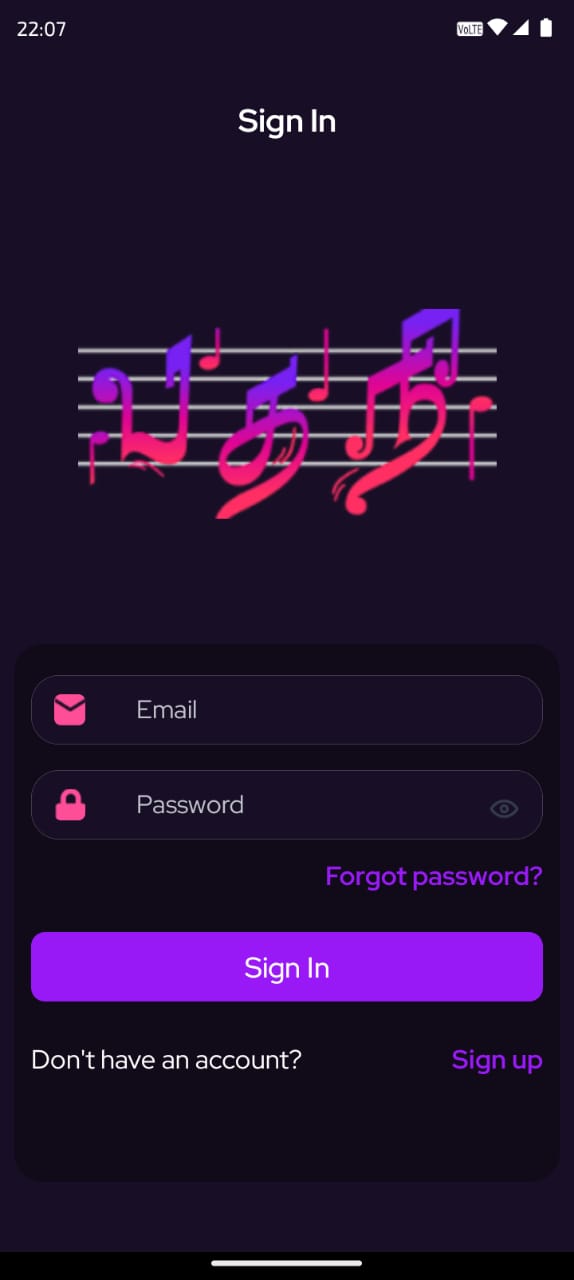 22:07
VoLTE
Sign In
Email
Password
Forgot password?
Sign In
Don't have an account?
Sign up